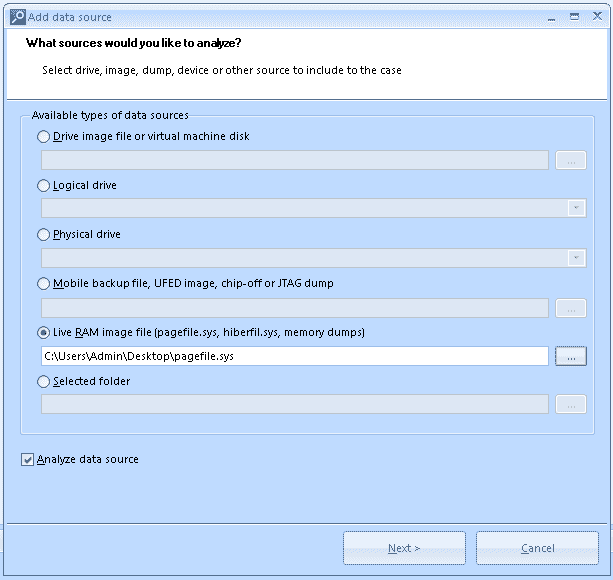 Add data source
What sources would you like to analyze?
Select drive, image, dump, device or other source to include to the case
Available types of data sources
Drive image file or virtual machine disk
...
Logical drive
Physical drive
Mobile backup file, UFED image, chip-off or JTAG dump
...
Live RAM image file (pagefile.sys, hiberfil.sys, memory dumps)
C:\Users\Admin\Desktop\pagefile.sys
...
Selected folder
...
Analyze data source
Next > Cancel